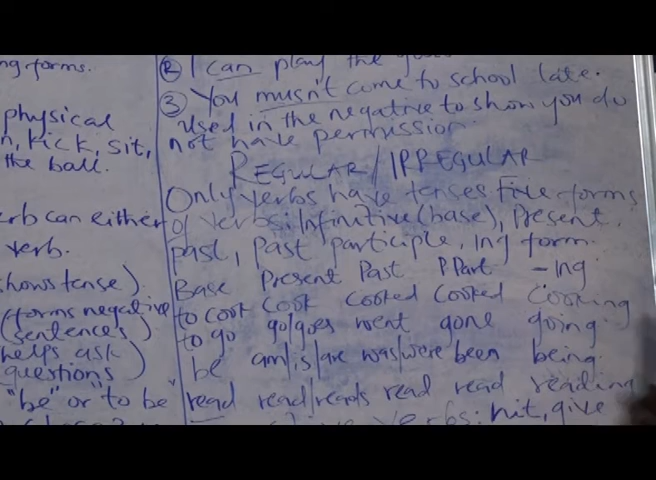 ng forms.
physical
n, kick, sit,
the ball.
erb can either
verb.
shows tense)
(forms negative
sentences)
helps ask)
questions)
"be" or "to be"
② I can play the
③ You musn't come to school late.
Used in the negative to show you do
not have permission.
REGULAR/IRREGULAR
Only verbs have tenses Five forms
of verbs: Infinitive (base), Present,
past, Past participle, ing form.
Base Present Past P.Part -ing
to cook cook cooked cooked cooking
to go go/goes went gone going
be am/is/are was/were been being.
read read/reads read read reading
verbs: hit, give